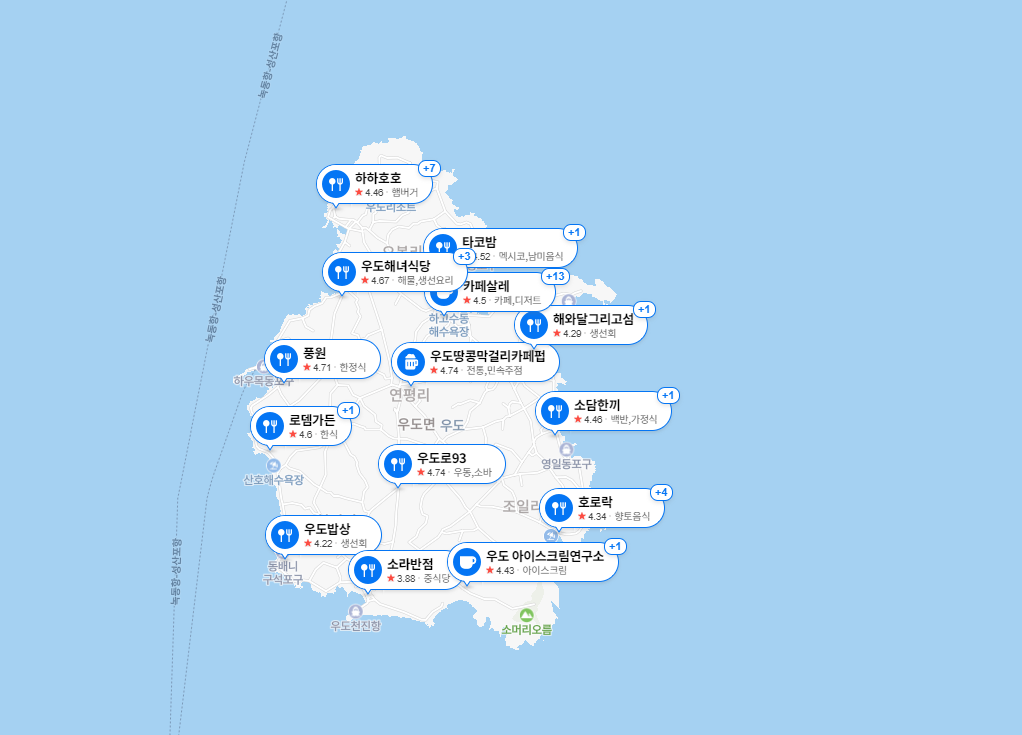 녹동항-성산포항
하하호호
+7
★ 4.46 · 햄버거
우도리조트
타코밤
+1
.52 · 멕시코,남미음식
오봉리
우도해녀식당
+3
★ 4.67 · 해물,생선요리
카페살레
+13
★ 4.5 · 카페,디저트
녹동항-성산포항
하고수동
해수욕장
해와달그리고섬
+1
★ 4.29 · 생선회
풍원
★ 4.71 · 한정식
하우목동포구
우도땅콩막걸리카페펍
★ 4.74 · 전통,민속주점
연평리
로뎀가든
+1
★ 4.6 · 한식
우도면 우도
소담한끼
+1
★ 4.46 · 백반,가정식
산호해수욕장
우도로93
★ 4.74 · 우동,소바
영일동포구
조일리
호로락
+4
★ 4.34 · 향토음식
우도밥상
★ 4.22 · 생선회
녹동항-성산포항
동배니
구석포구
소라반점
★ 3.88 · 중식당
우도 아이스크림연구소
+1
★ 4.43 · 아이스크림
우도천진항
소머리오름